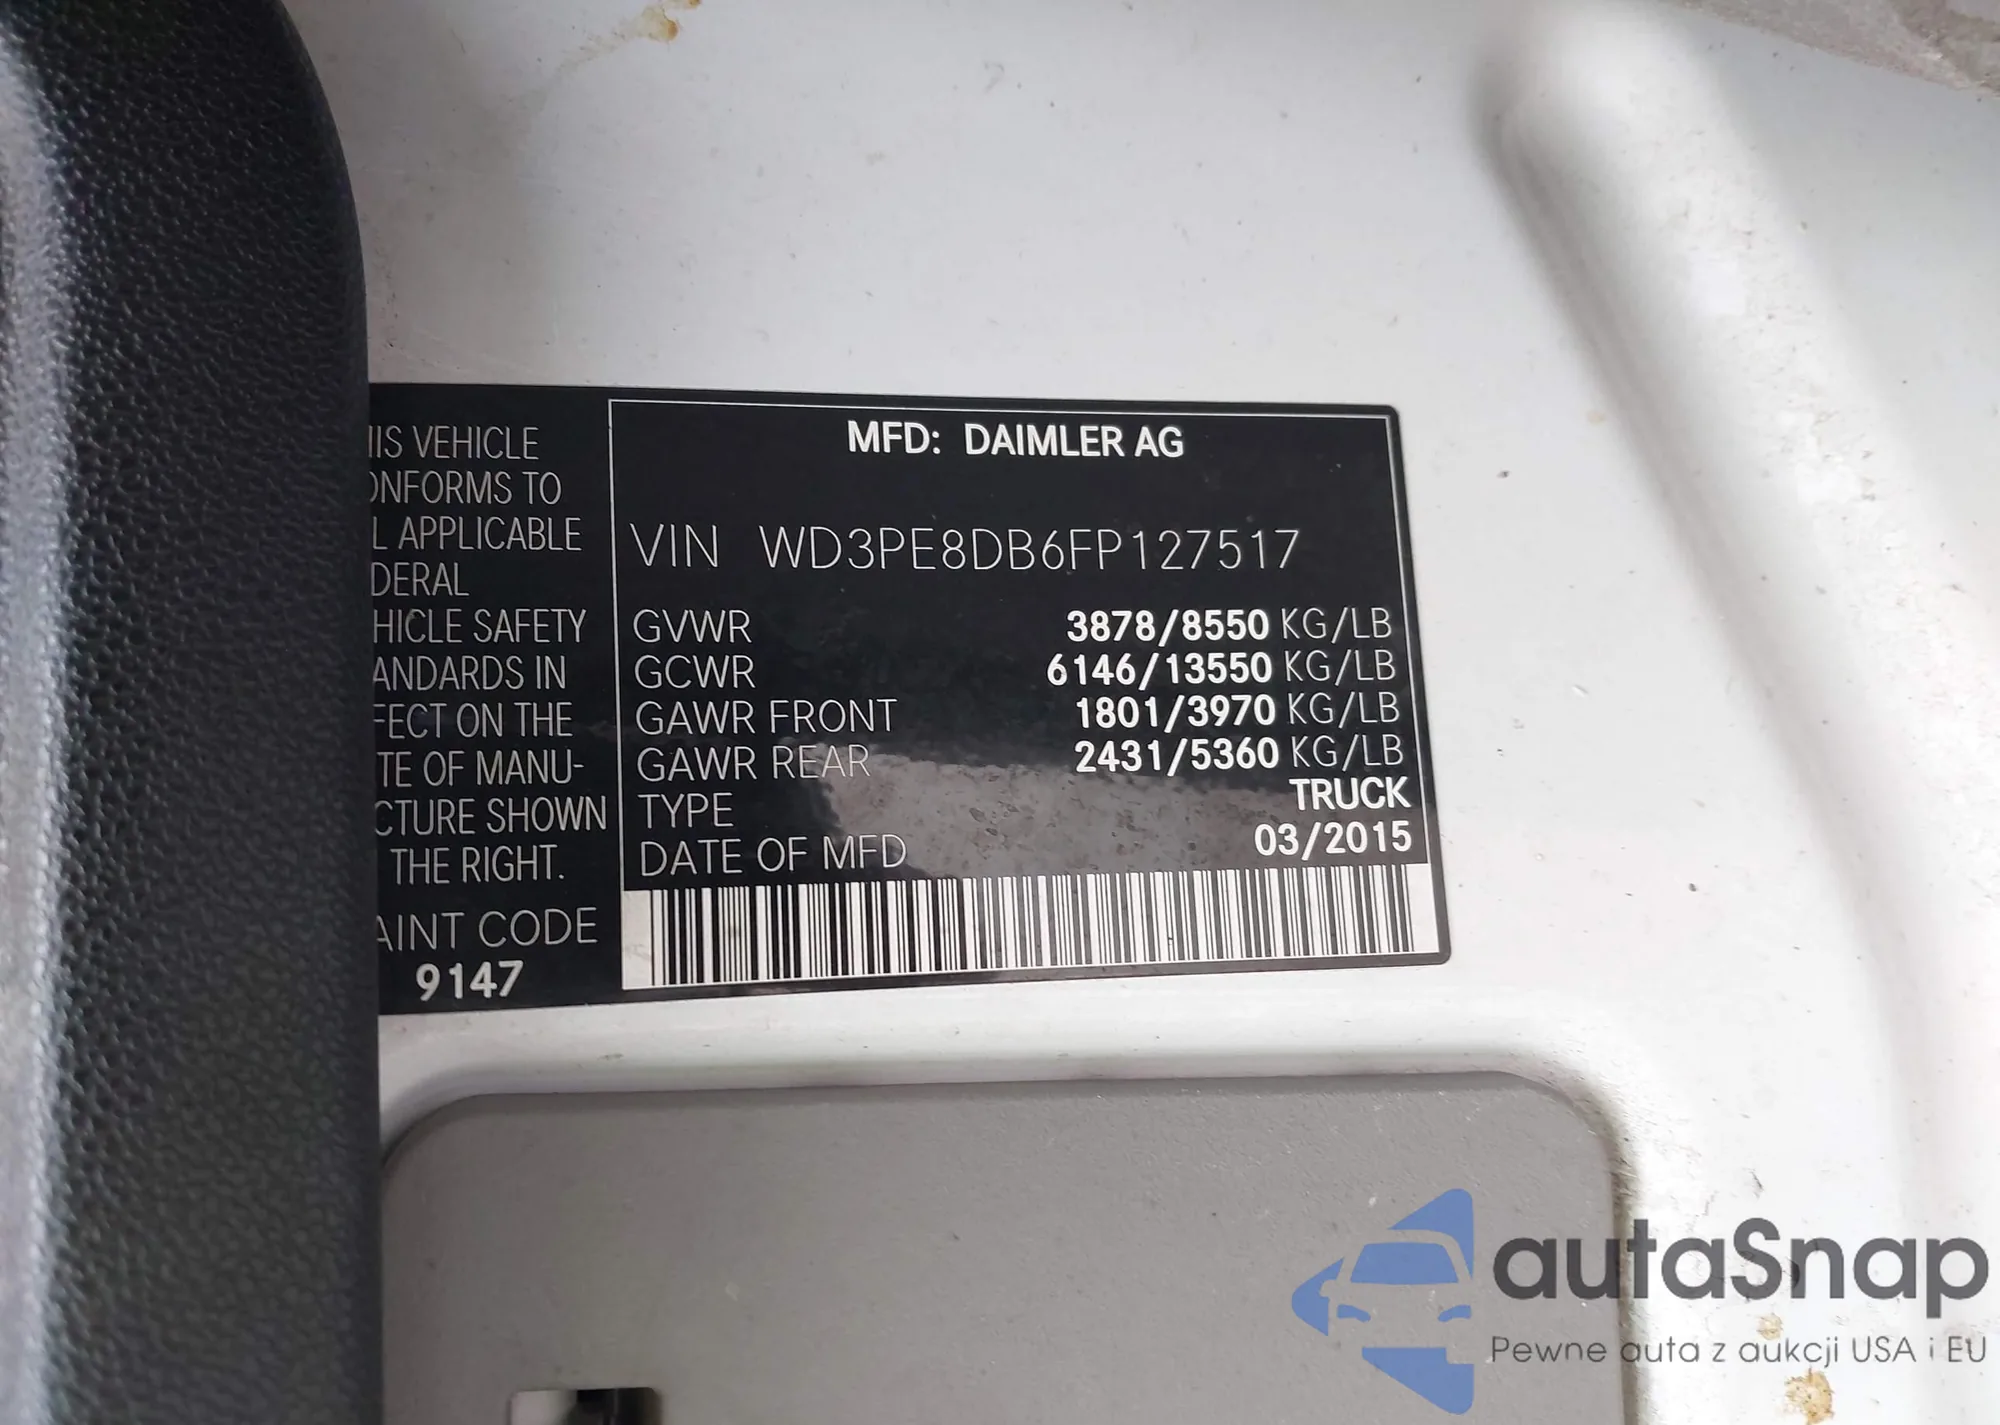 HIS VEHICLE
ONFORMS TO
L APPLICABLE
DERAL
HICLE SAFETY
ANDARDS IN
FECT ON THE
TE OF MANU-
CTURE SHOWN
THE RIGHT.
AINT CODE
9147
MFD: DAIMLER AG
VIN WD3PE8DB6FP127517
GVWR 3878/8550 KG/LB
GCWR 6146/13550 KG/LB
GAWR FRONT 1801/3970 KG/LB
GAWR REAR 2431/5360 KG/LB
TYPE TRUCK
DATE OF MFD 03/2015
autaSnap
Pewne auta z aukcji USA i EU